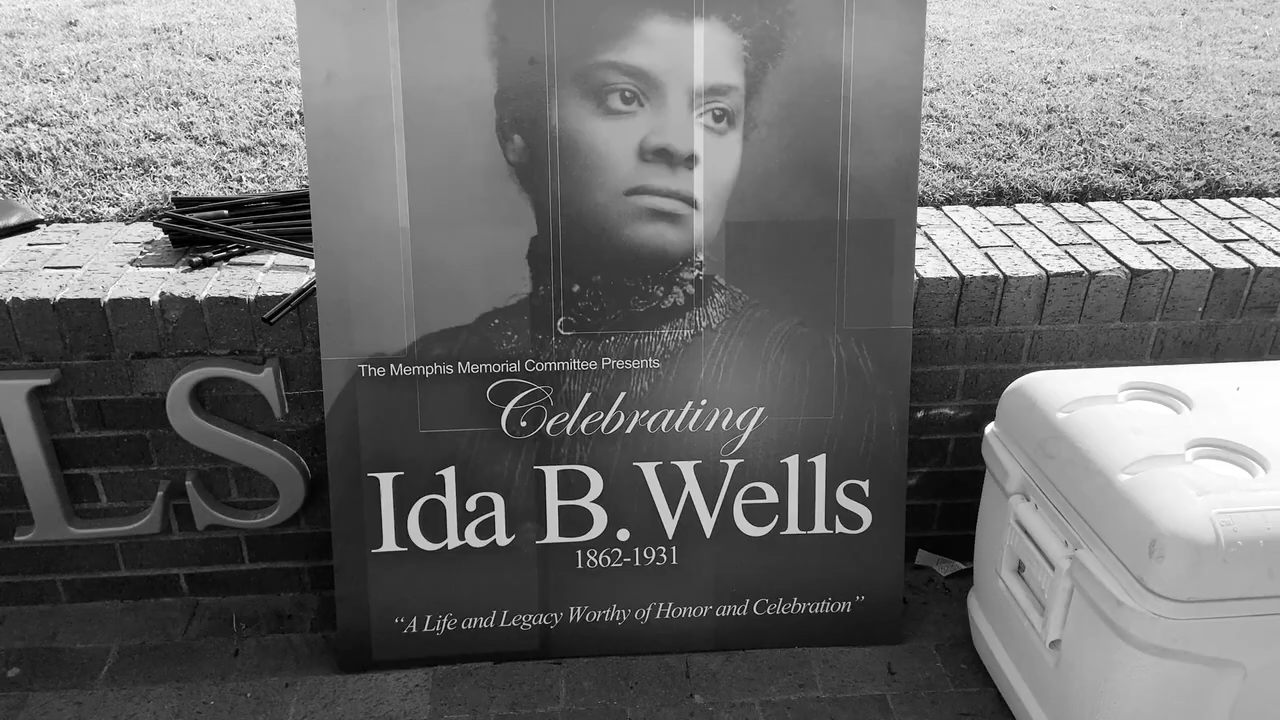 The Memphis Memorial Committee Presents
Celebrating
Ida B. Wells
1862-1931
“A Life and Legacy Worthy of Honor and Celebration”
LS